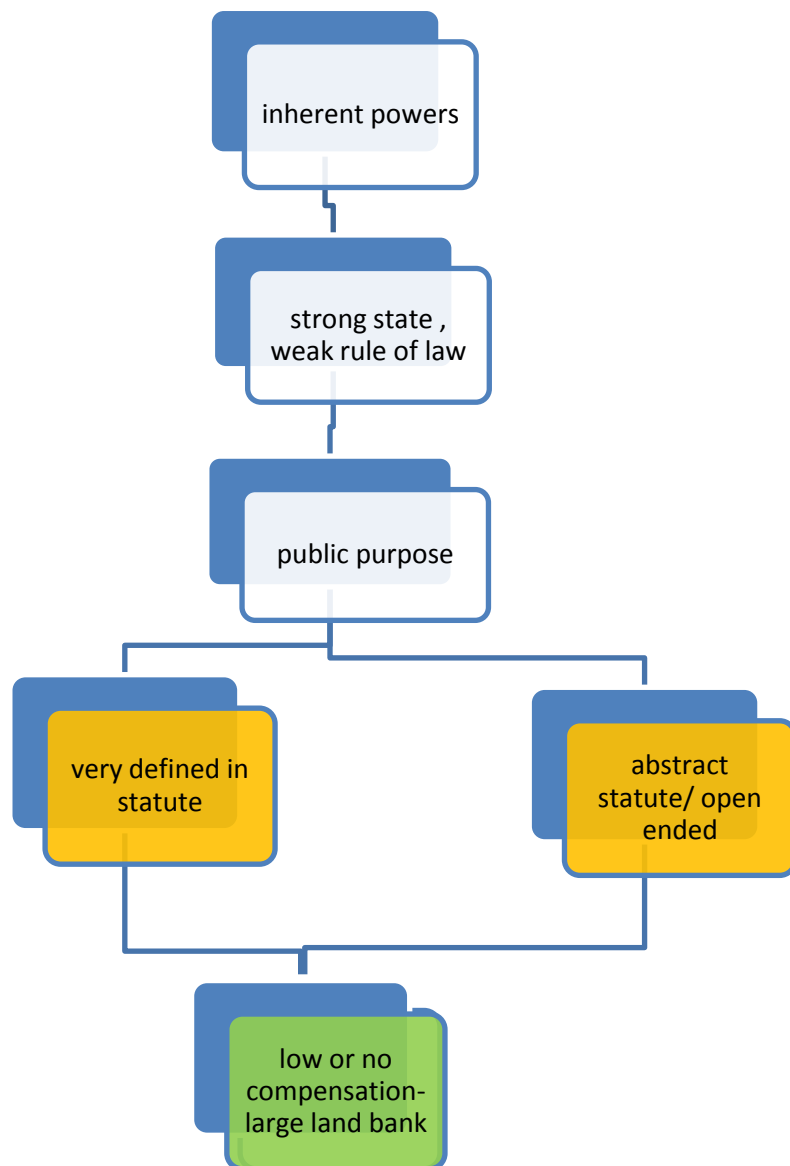 inherent powers
strong state ,
weak rule of law
public purpose
very defined in
statute
abstract
statute/ open
ended
low or no
compensation-
large land bank